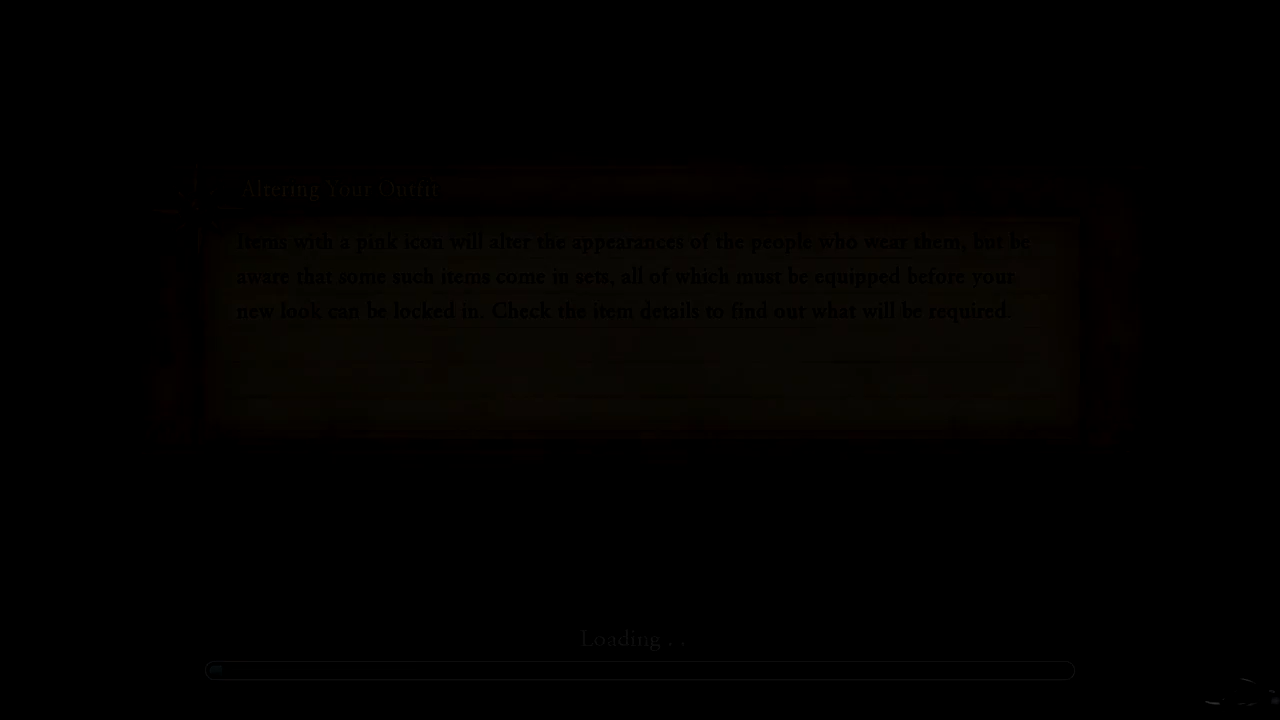 Altering Your Outfit
Items with a pink icon will alter the appearances of the people who wear them, but be
aware that some such items come in sets, all of which must be equipped before your
new look can be locked in. Check the item details to find out what will be required.
Loading . .